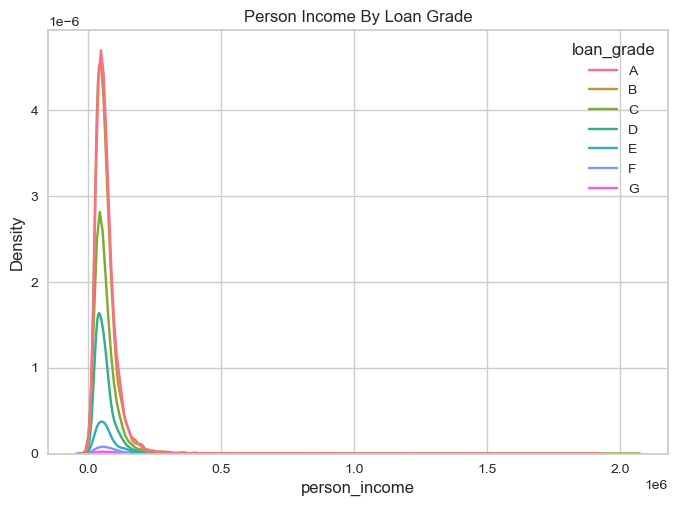 Person Income By Loan Grade
1e−6
loan_grade
A
B
C
D
E
F
G
4
3
2
1
0
Density
0.0
0.5
1.0
1.5
2.0
1e6
person_income